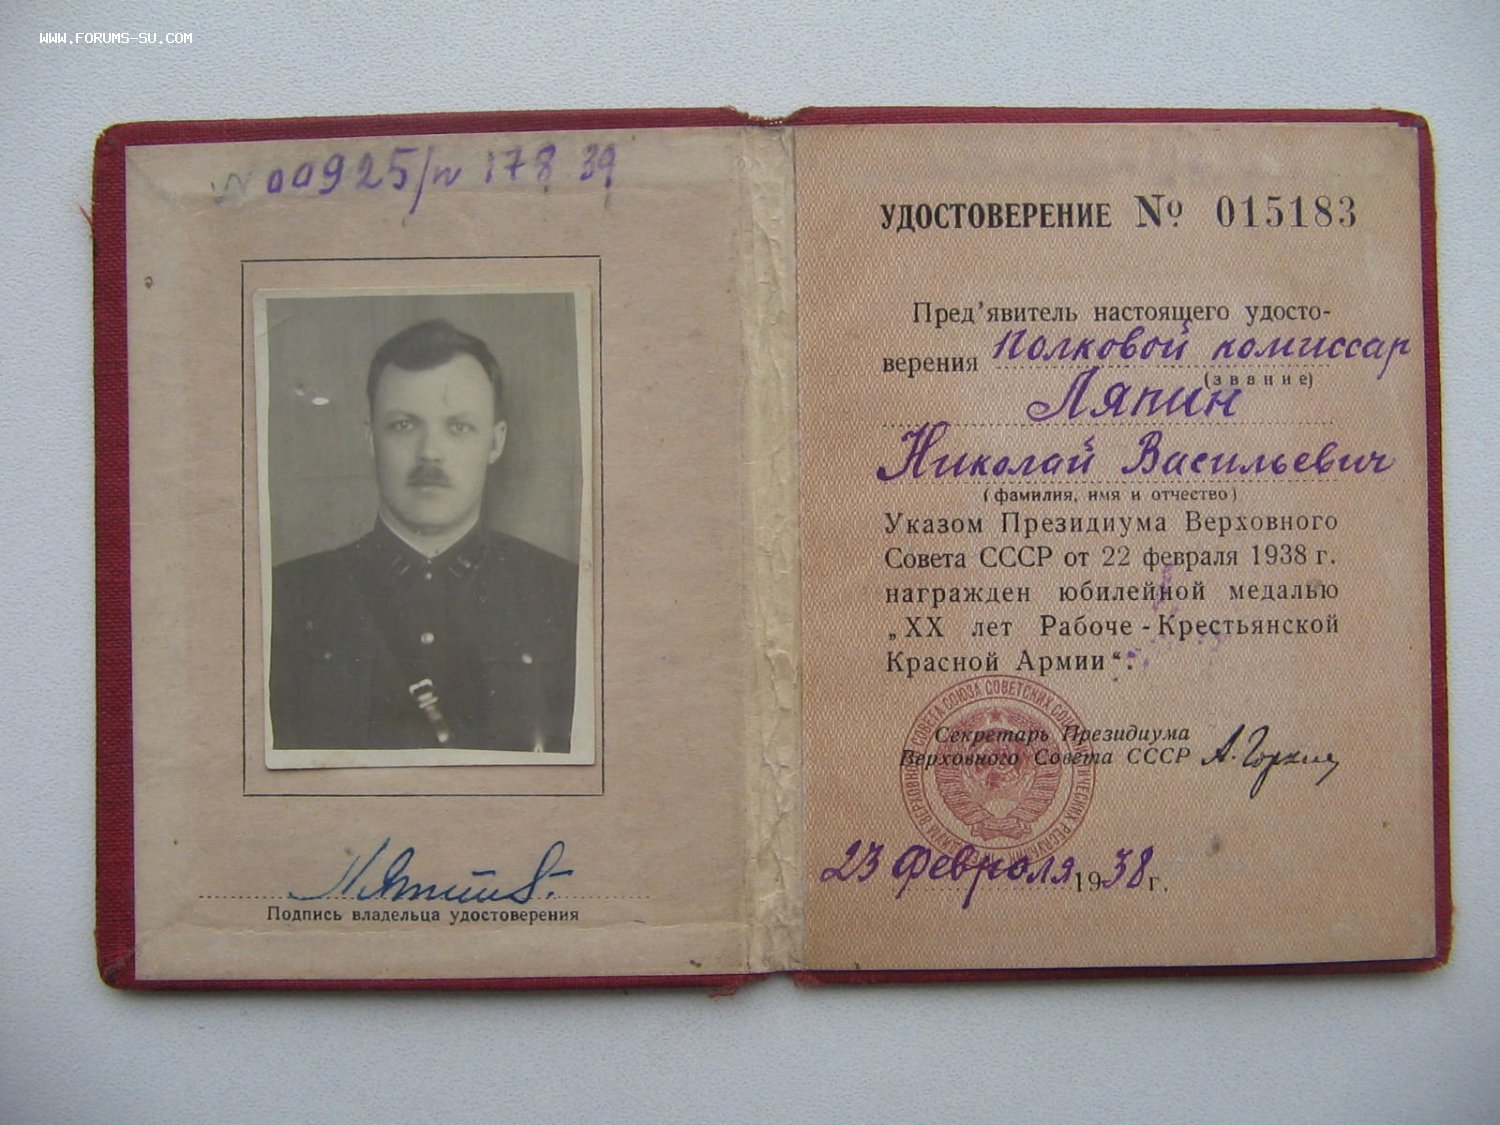 WWW.FORUMS-SU.COM
№ 00925/п 178 39
Подпись владельца удостоверения
УДОСТОВЕРЕНИЕ № 015183
Пред'явитель настоящего удосто-
верения Полковой комиссар
(звание)
Ляпин
Николай Васильевич
(фамилия, имя и отчество)
Указом Президиума Верховного
Совета СССР от 22 февраля 1938 г.
награжден юбилейной медалью
„ХХ лет Рабоче-Крестьянской
Красной Армии“.
Секретарь Президиума
Верховного Совета СССР А. Горкин
23 февраля 1938 г.